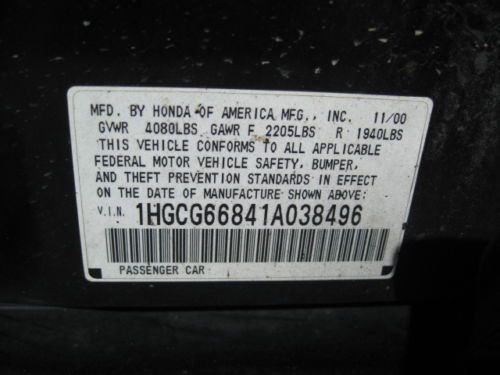 MFD. BY HONDA OF AMERICA MFG., INC. 11/00
GVWR 4080LBS GAWR F 2205LBS R 1940LBS
THIS VEHICLE CONFORMS TO ALL APPLICABLE
FEDERAL MOTOR VEHICLE SAFETY, BUMPER,
AND THEFT PREVENTION STANDARDS IN EFFECT
ON THE DATE OF MANUFACTURE SHOWN ABOVE:
V.I.N. 1HGCG66841A038496
PASSENGER CAR